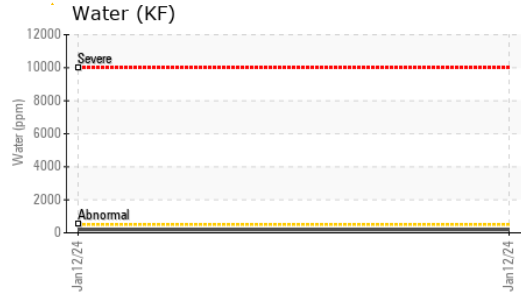 Water (KF)
12000
Severe
10000
8000
Water (ppm)
6000
4000
2000
Abnormal
0
Jan12/24
Jan12/24